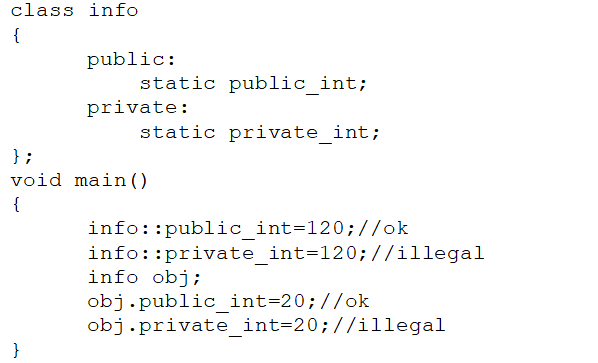 class info
{
public:
static public_int;
private:
static private_int;
};
void main()
{
info::public_int=120;//ok
info::private_int=120;//illegal
info obj;
obj.public_int=20;//ok
obj.private_int=20;//illegal
}